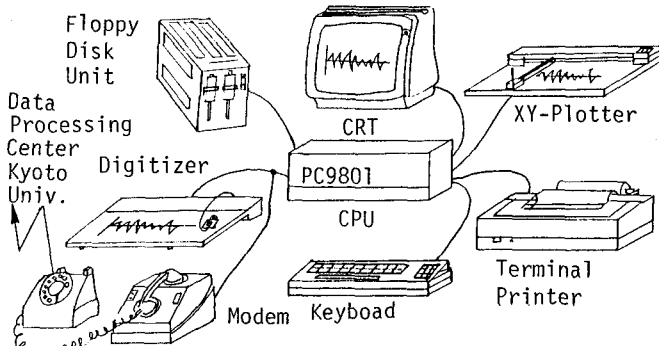 Floppy
Disk
Unit
Data
Processing
Center
Kyoto
Univ.
Digitizer
CRT
XY-Plotter
PC9801
CPU
Modem
Keyboad
Terminal
Printer